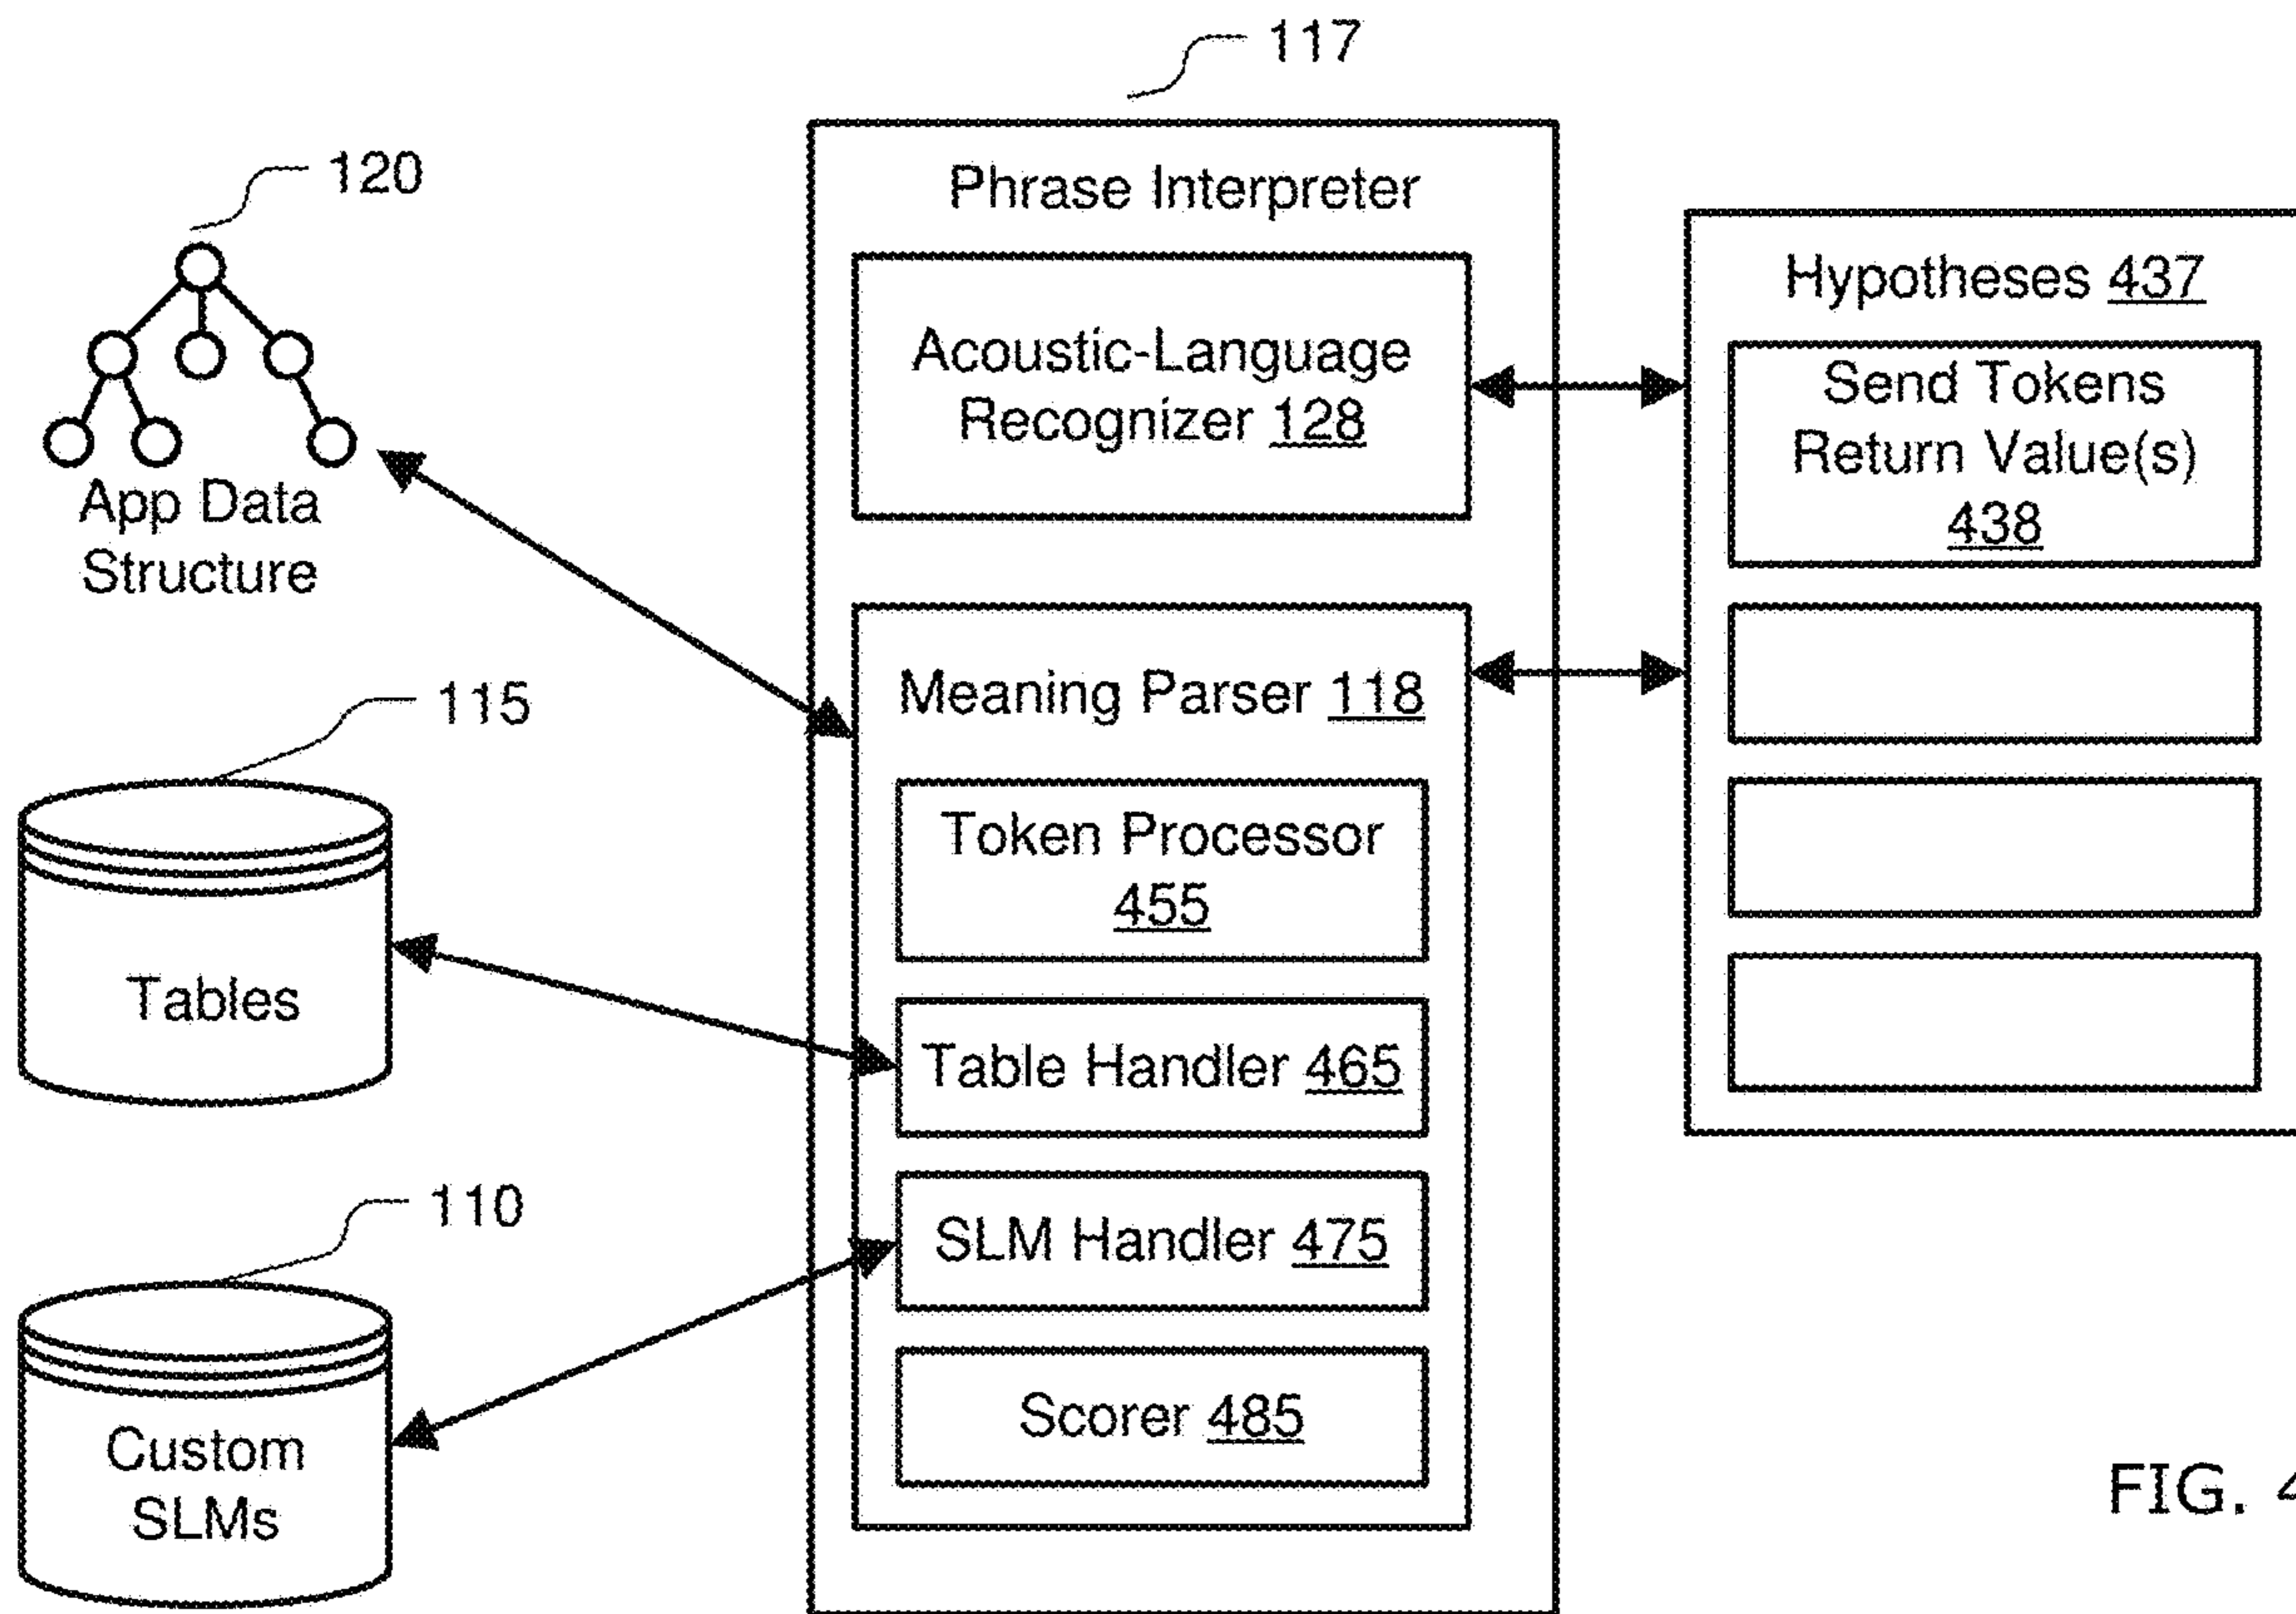 117
120
Phrase Interpreter
Hypotheses 437
Acoustic-Language
Recognizer 128
Send Tokens
Return Value(s)
438
App Data
Structure
115
Meaning Parser 118
Token Processor
455
Tables
Table Handler 465
110
SLM Handler 475
Custom
SLMs
Scorer 485
FIG. 4